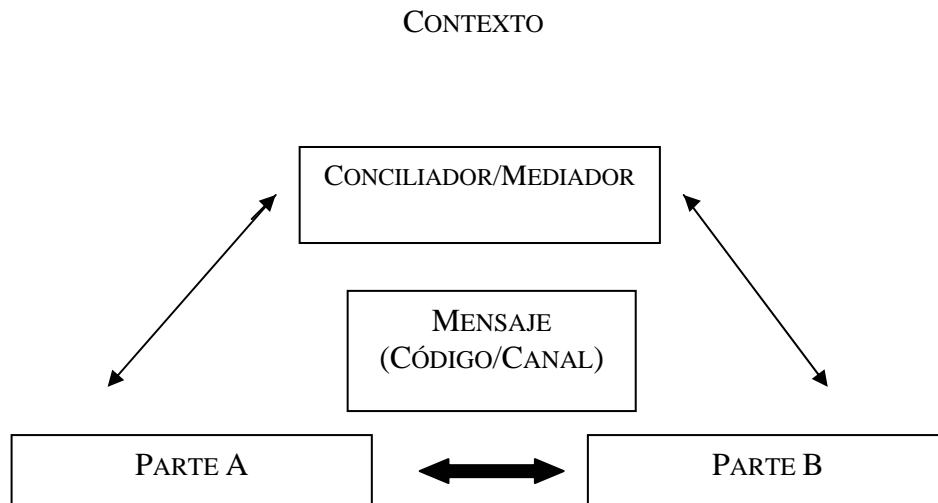 CONTEXTO
CONCILIADOR/MEDIADOR
MENSAJE
(CÓDIGO/CANAL)
PARTE A
PARTE B